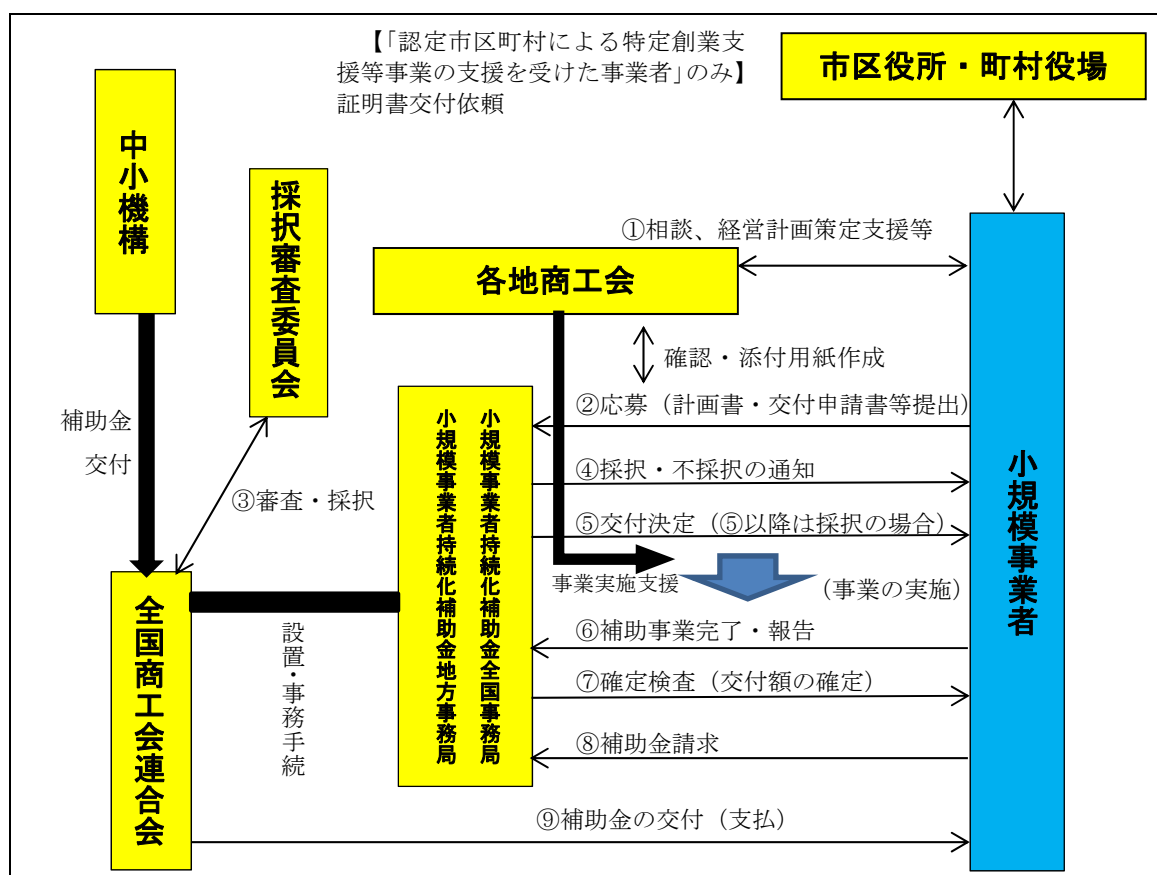 【「認定市区町村による特定創業支
援等事業の支援を受けた事業者」のみ】
証明書交付依頼
市区役所・町村役場
中小機構
採択審査委員会
①相談、経営計画策定支援等
各地商工会
確認・添付用紙作成
小規模事業者持続化補助金全国事務局
小規模事業者持続化補助金地方事務局
②応募（計画書・交付申請書等提出）
補助金
交付
④採択・不採択の通知
③審査・採択
⑤交付決定（⑤以降は採択の場合）
小規模事業者
事業実施支援
（事業の実施）
全国商工会連合会
設置・事務手続
⑥補助事業完了・報告
⑦確定検査（交付額の確定）
⑧補助金請求
⑨補助金の交付（支払）